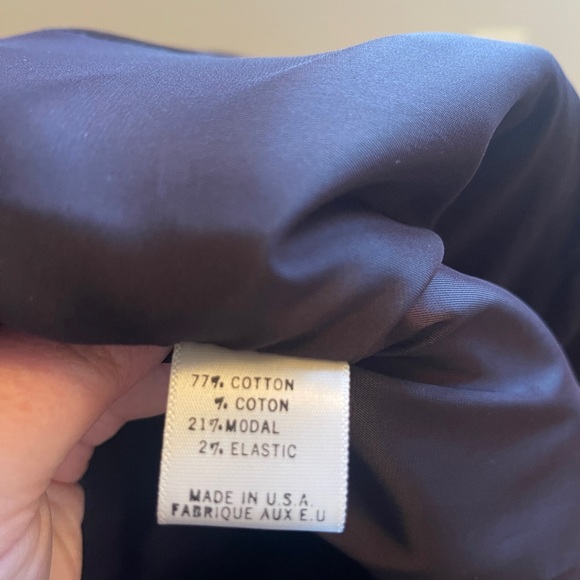 77% COTTON
% COTON
21% MODAL
2% ELASTIC
MADE IN U.S.A.
FABRIQUE AUX E.U